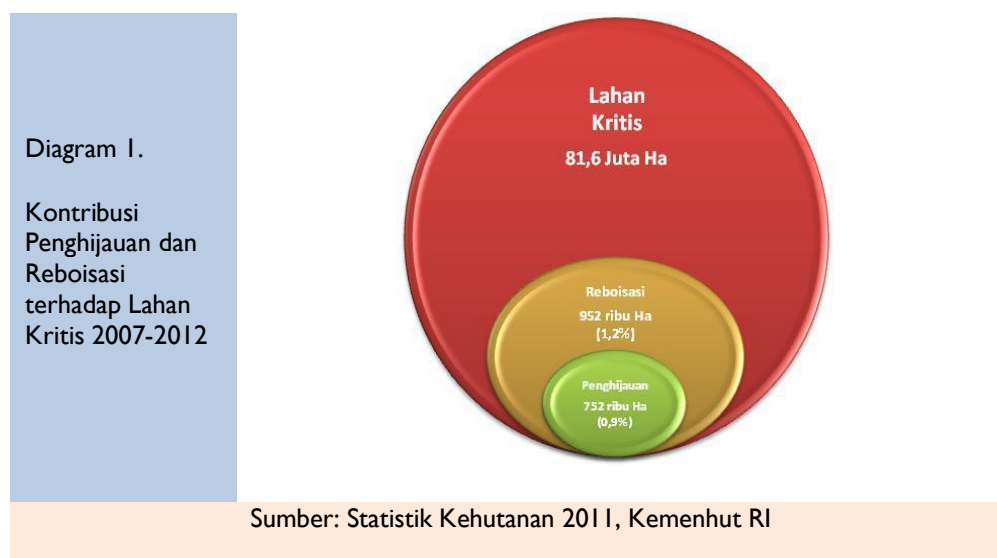 Diagram 1.
Kontribusi
Penghijauan dan
Reboisasi
terhadap Lahan
Kritis 2007-2012
Lahan
Kritis
81,6 Juta Ha
Reboisasi
952 ribu Ha
(1,2%)
Penghijauan
752 ribu Ha
(0,9%)
Sumber: Statistik Kehutanan 2011, Kemenhut RI